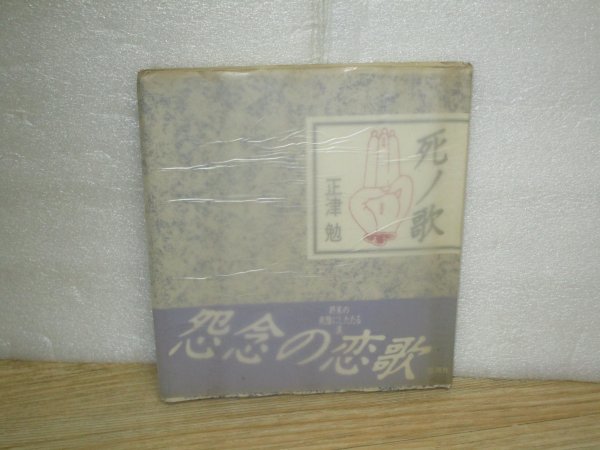 死ノ歌
正津 勉
怨念の恋歌